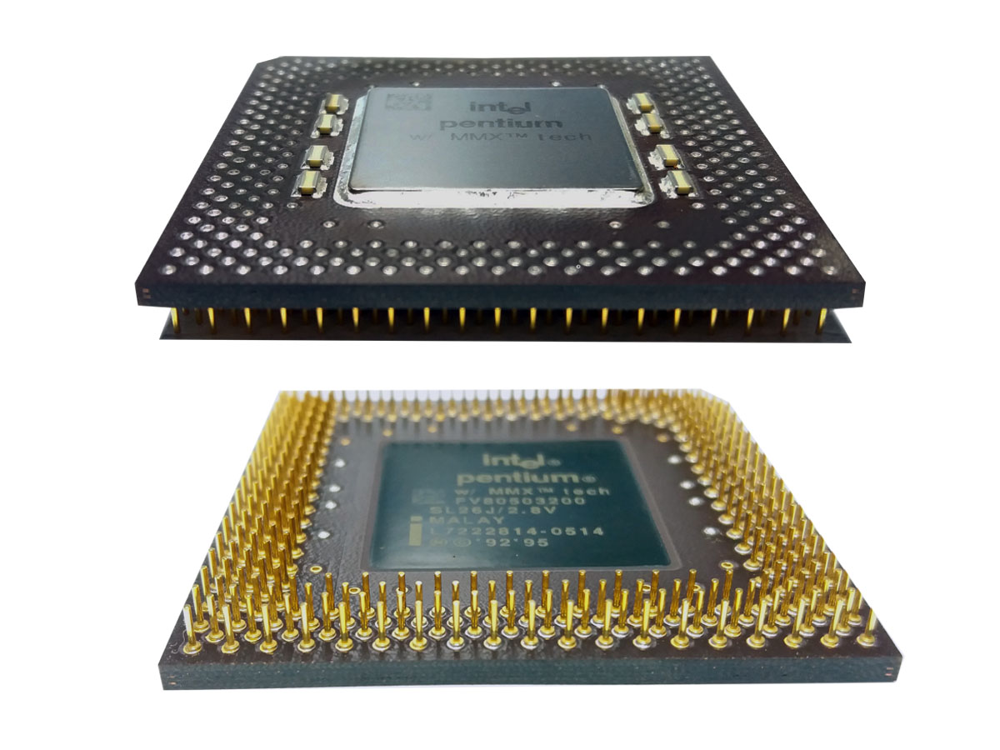 intel
pentium
w/ MMX™ tech
intel®
pentium®
w/ MMX™ tech
FV80503200
SL26J/2.8V
MALAY
i L7222814-0514
Ⓜ © '92 '95